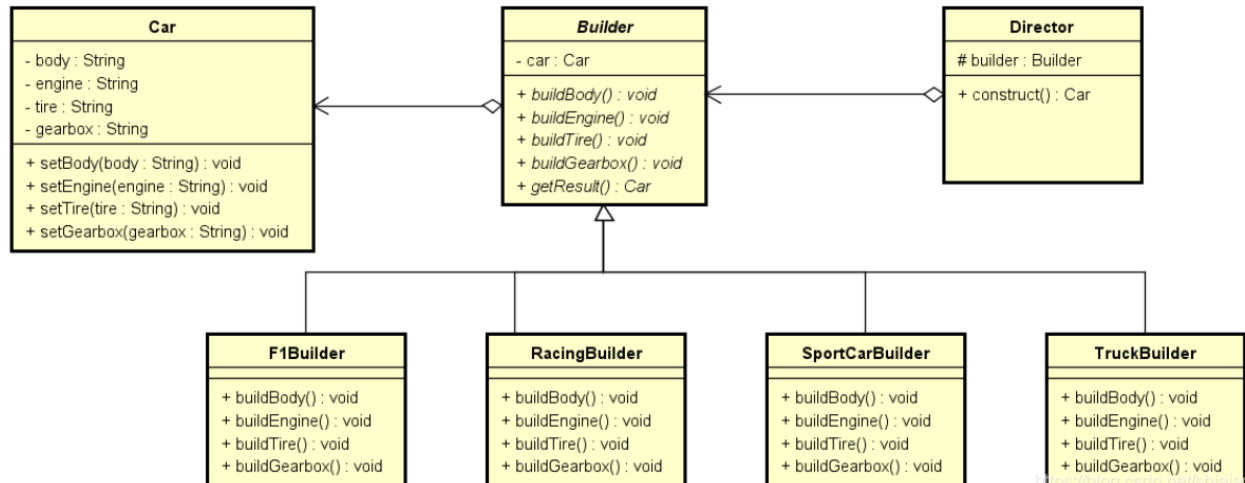 Car
- body : String
- engine : String
- tire : String
- gearbox : String
+ setBody(body : String) : void
+ setEngine(engine : String) : void
+ setTire(tire : String) : void
+ setGearbox(gearbox : String) : void
Builder
- car : Car
+ buildBody() : void
+ buildEngine() : void
+ buildTire() : void
+ buildGearbox() : void
+ getResult() : Car
Director
# builder : Builder
+ construct() : Car
F1Builder
+ buildBody() : void
+ buildEngine() : void
+ buildTire() : void
+ buildGearbox() : void
RacingBuilder
+ buildBody() : void
+ buildEngine() : void
+ buildTire() : void
+ buildGearbox() : void
SportCarBuilder
+ buildBody() : void
+ buildEngine() : void
+ buildTire() : void
+ buildGearbox() : void
TruckBuilder
+ buildBody() : void
+ buildEngine() : void
+ buildTire() : void
+ buildGearbox() : void